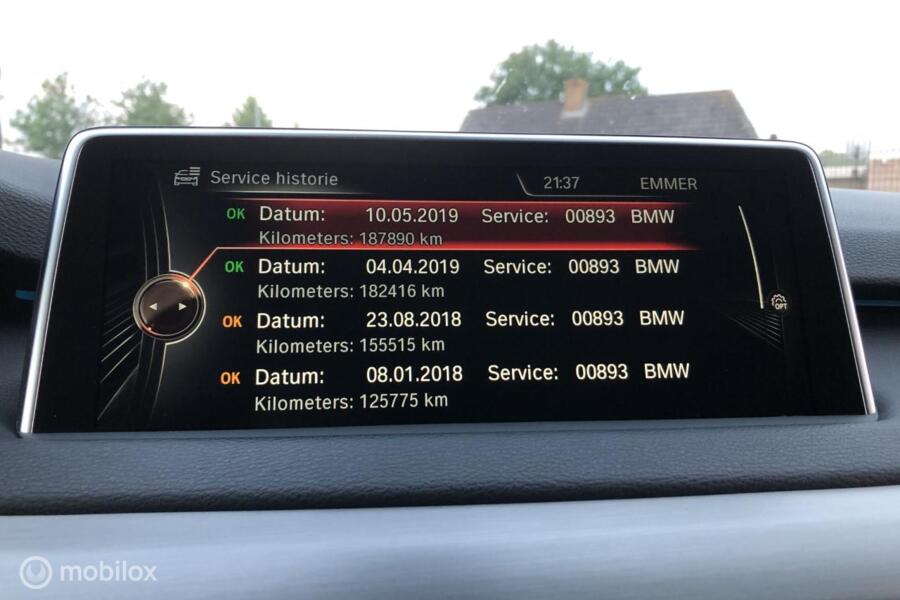 Service historie 21:37 EMMER
OK Datum: 10.05.2019 Service: 00893 BMW
Kilometers: 187890 km
OK Datum: 04.04.2019 Service: 00893 BMW
Kilometers: 182416 km
OK Datum: 23.08.2018 Service: 00893 BMW
Kilometers: 155515 km
OK Datum: 08.01.2018 Service: 00893 BMW
Kilometers: 125775 km
OPT
mobilox